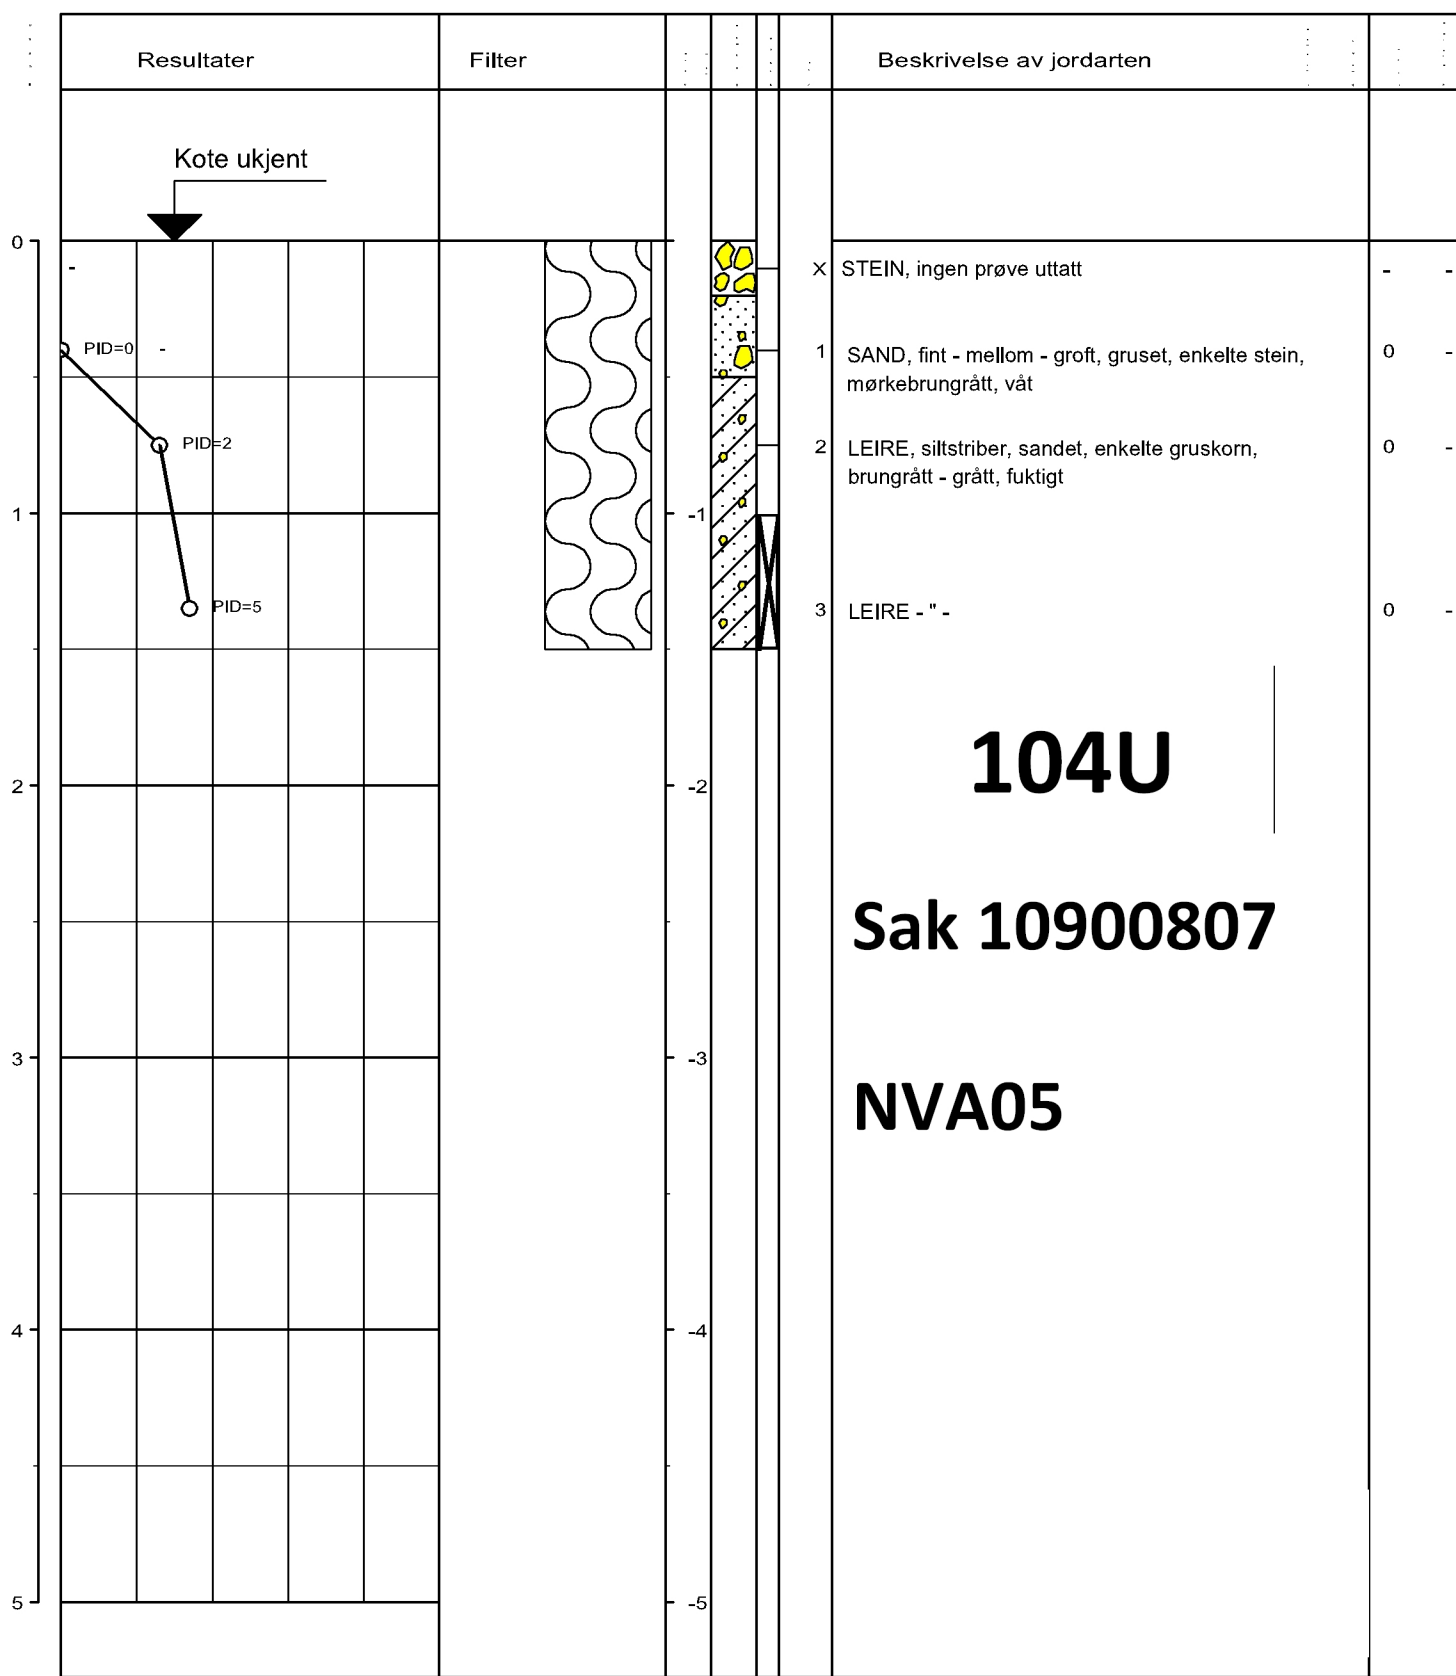 Resultater Filter Beskrivelse av jordarten
Kote ukjent
0
- X STEIN, ingen prøve uttatt - -
PID=0 - 1 SAND, fint - mellom - groft, gruset, enkelte stein, 0 -
mørkebrungrått, våt
PID=2 2 LEIRE, siltstriber, sandet, enkelte gruskorn, 0 -
brungrått - grått, fuktigt
1 -1
PID=5 3 LEIRE - " - 0 -
104U
2 -2
Sak 10900807
3 -3
NVA05
4 -4
5 -5